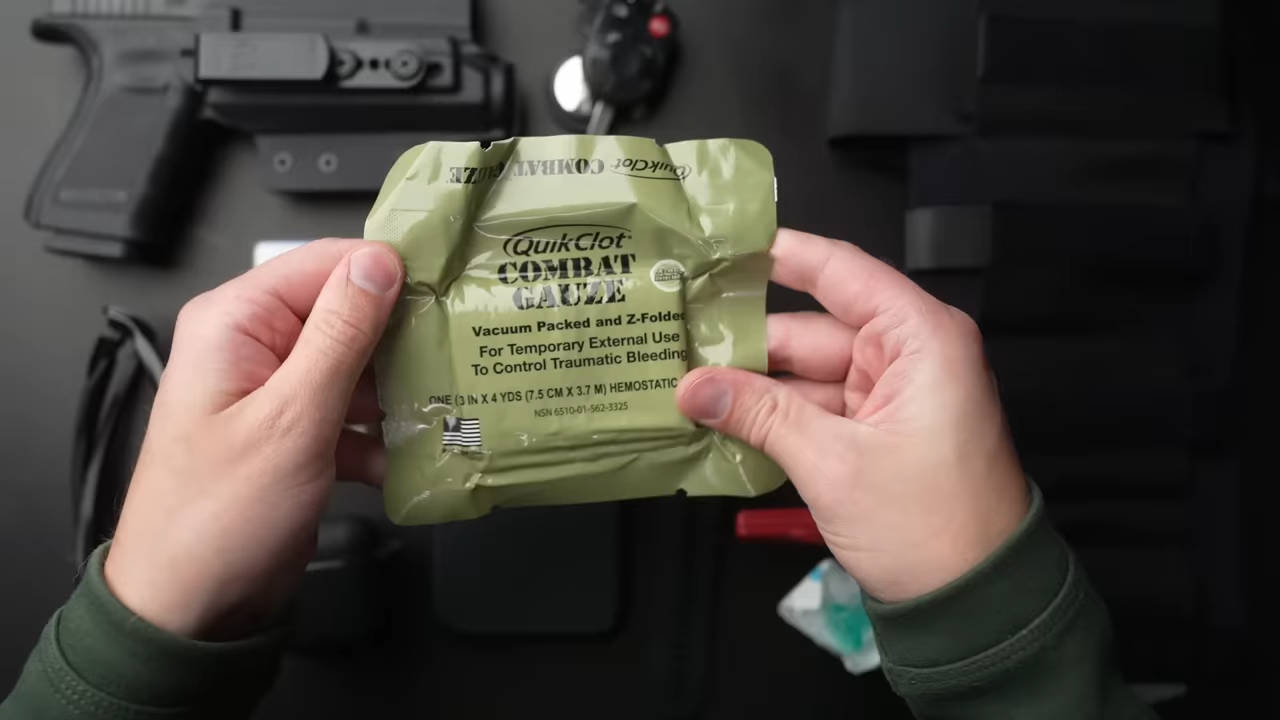 COMBAT GAUZE QuikClot
QuikClot
COMBAT
GAUZE
Vacuum Packed and Z-Folded
For Temporary External Use
To Control Traumatic Bleeding
ONE (3 IN X 4 YDS (7.5 CM X 3.7 M) HEMOSTATIC
NSN 6510-01-562-3325